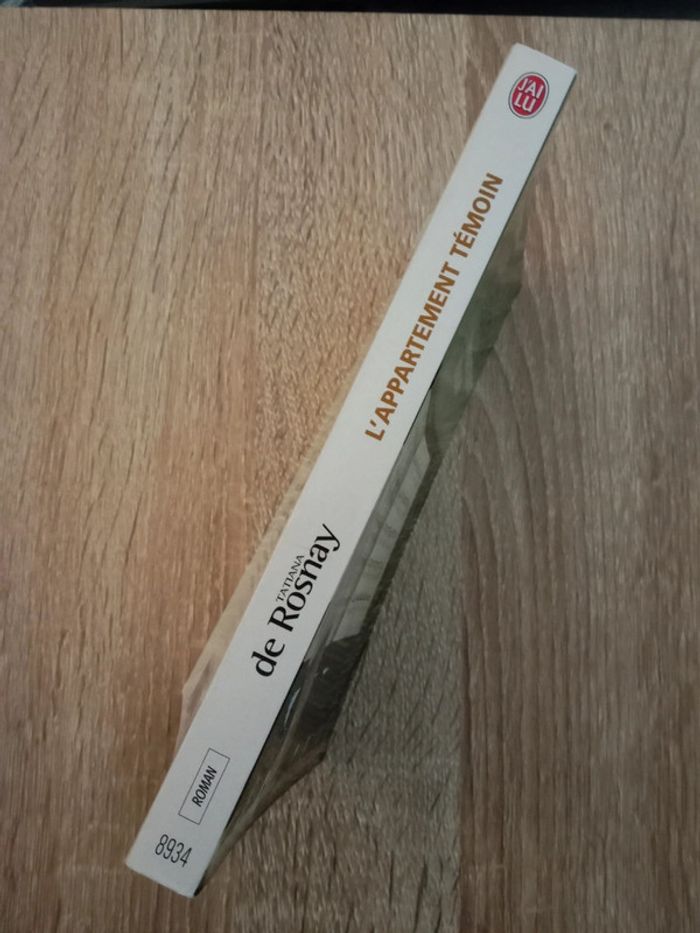 J'AI
LU
L'APPARTEMENT TÉMOIN
TATIANA
de Rosnay
ROMAN
8934